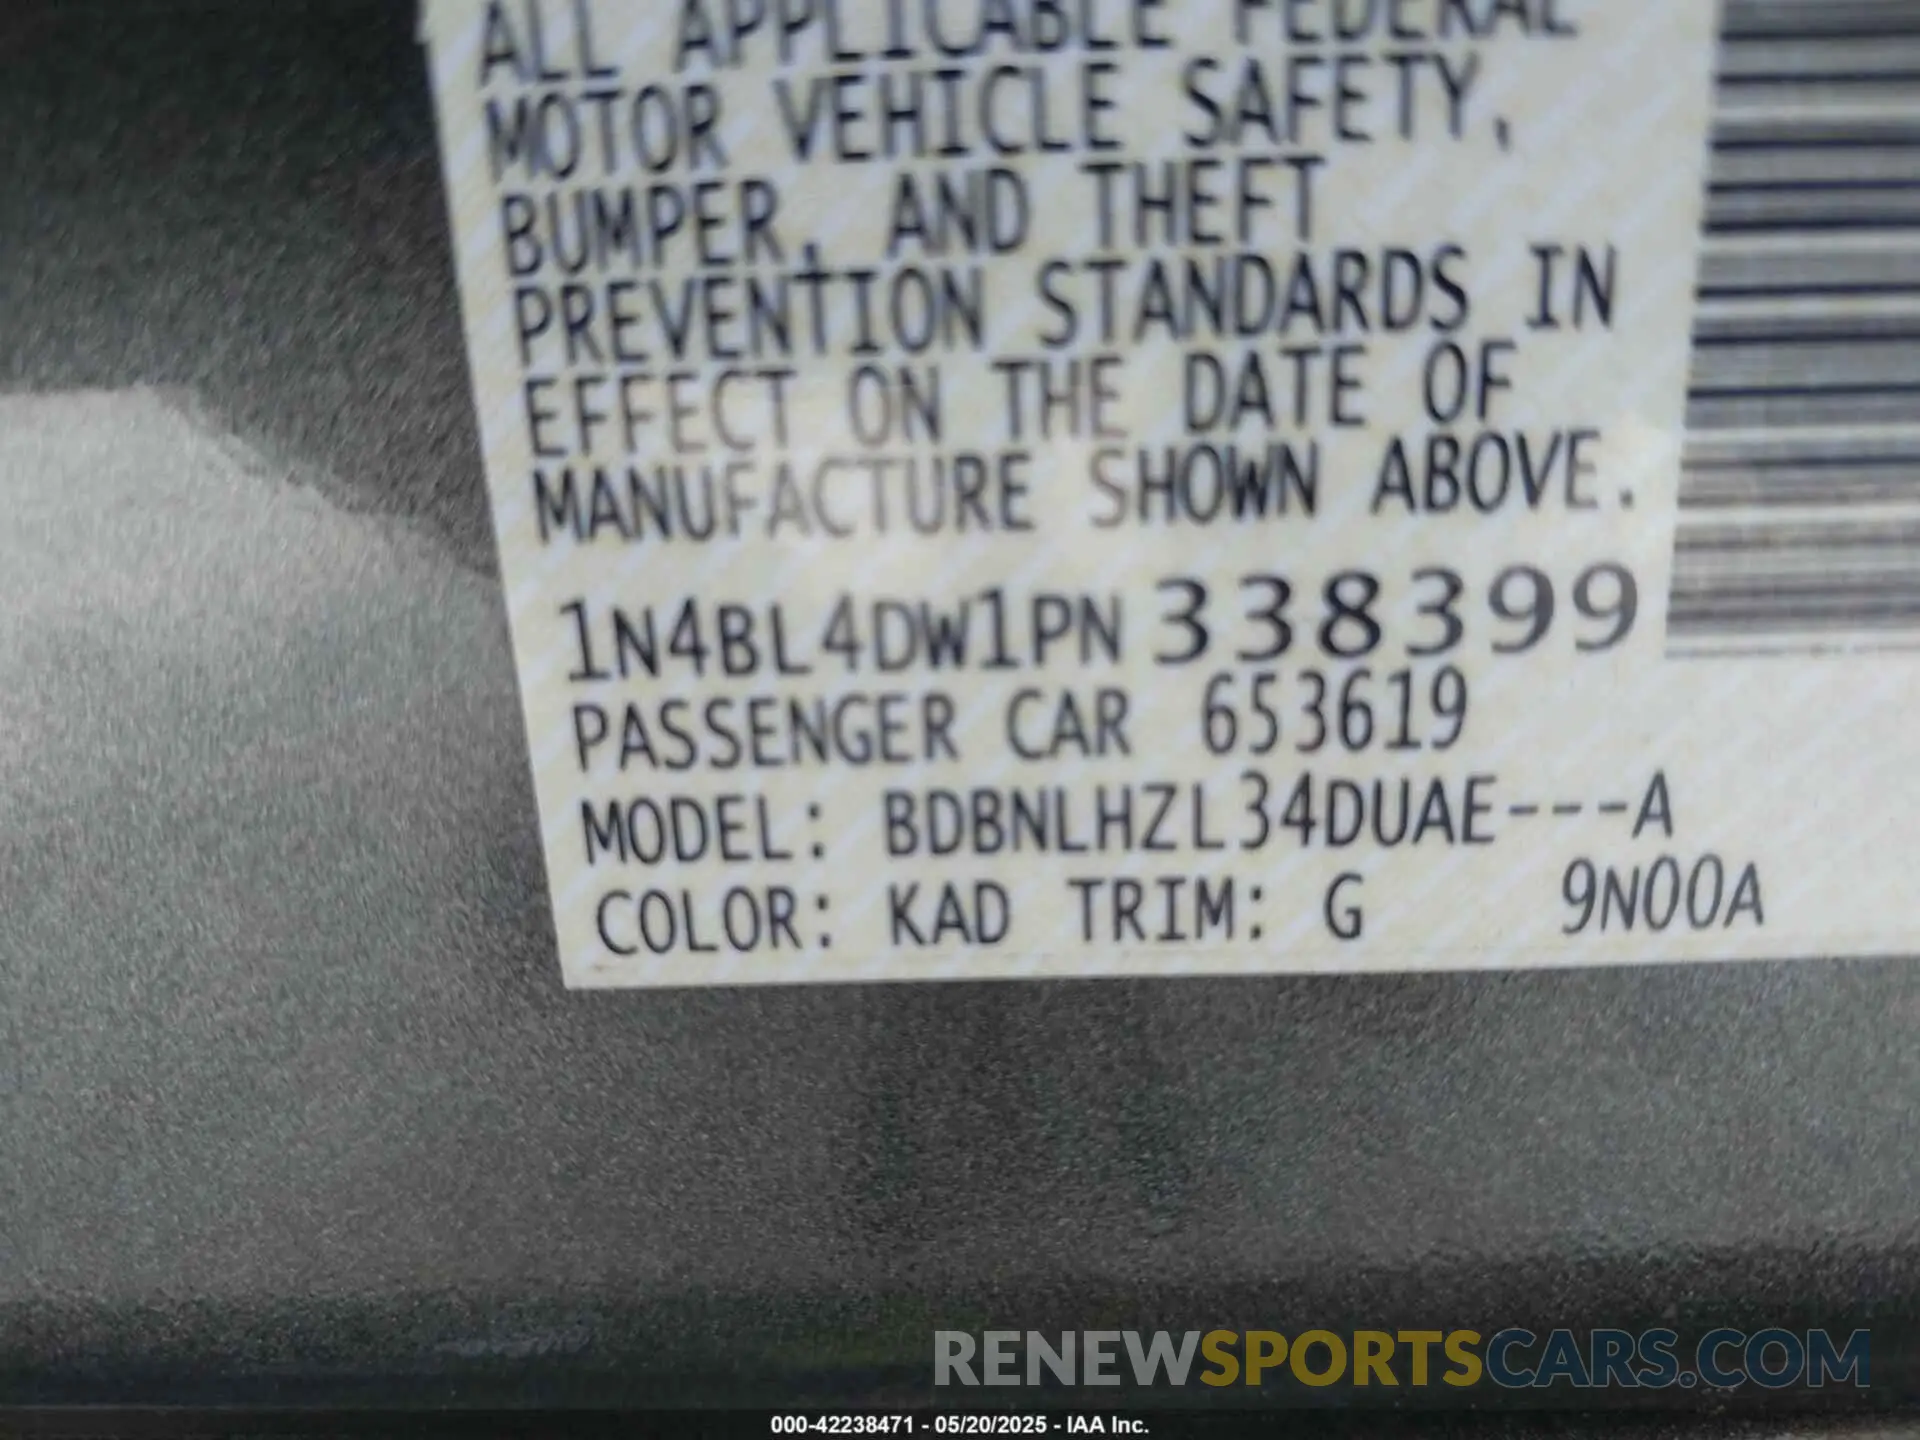 ALL APPLICABLE FEDERAL
MOTOR VEHICLE SAFETY,
BUMPER, AND THEFT
PREVENTION STANDARDS IN
EFFECT ON THE DATE OF
MANUFACTURE SHOWN ABOVE.
1N4BL4DW1PN338399
PASSENGER CAR 653619
MODEL: BDBNLHZL34DUAE---A
COLOR: KAD TRIM: G 9N00A
RENEWSPORTSCARS.COM
000-42238471 - 05/20/2025 - IAA Inc.